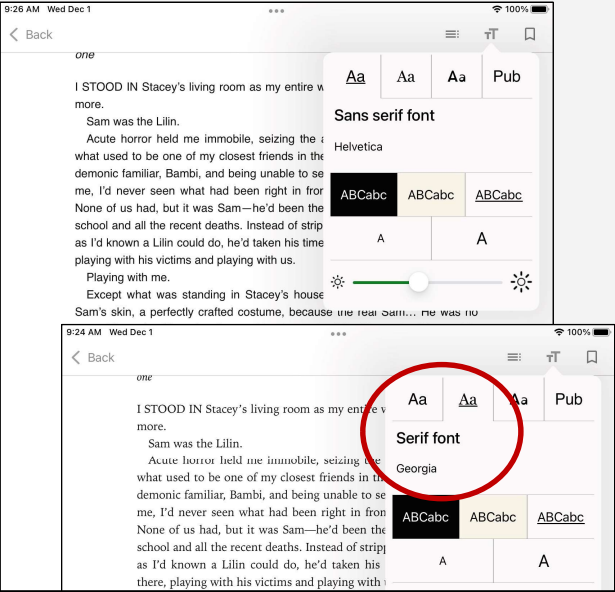 9:26 AM Wed Dec 1 100%
Back
one
I STOOD IN Stacey's living room as my entire w
more.
Sam was the Lilin.
Acute horror held me immobile, seizing the a
what used to be one of my closest friends in the
demonic familiar, Bambi, and being unable to se
me, I'd never seen what had been right in fror
None of us had, but it was Sam—he'd been the
school and all the recent deaths. Instead of strip
as I'd known a Lilin could do, he'd taken his time
playing with his victims and playing with us.
Playing with me.
Except what was standing in Stacey's house
Sam's skin, a perfectly crafted costume, because the real Sam… He was no
Aa Aa Aa Pub
Sans serif font
Helvetica
ABCabc ABCabc ABCabc
A A
9:24 AM Wed Dec 1 100%
Back
one
I STOOD IN Stacey's living room as my entire w
more.
Sam was the Lilin.
Acute horror held me immobile, seizing the
what used to be one of my closest friends in th
demonic familiar, Bambi, and being unable to se
me, I'd never seen what had been right in fron
None of us had, but it was Sam—he'd been the
school and all the recent deaths. Instead of stripp
as I'd known a Lilin could do, he'd taken his
there, playing with his victims and playing with
Aa Aa Aa Pub
Serif font
Georgia
ABCabc ABCabc ABCabc
A A